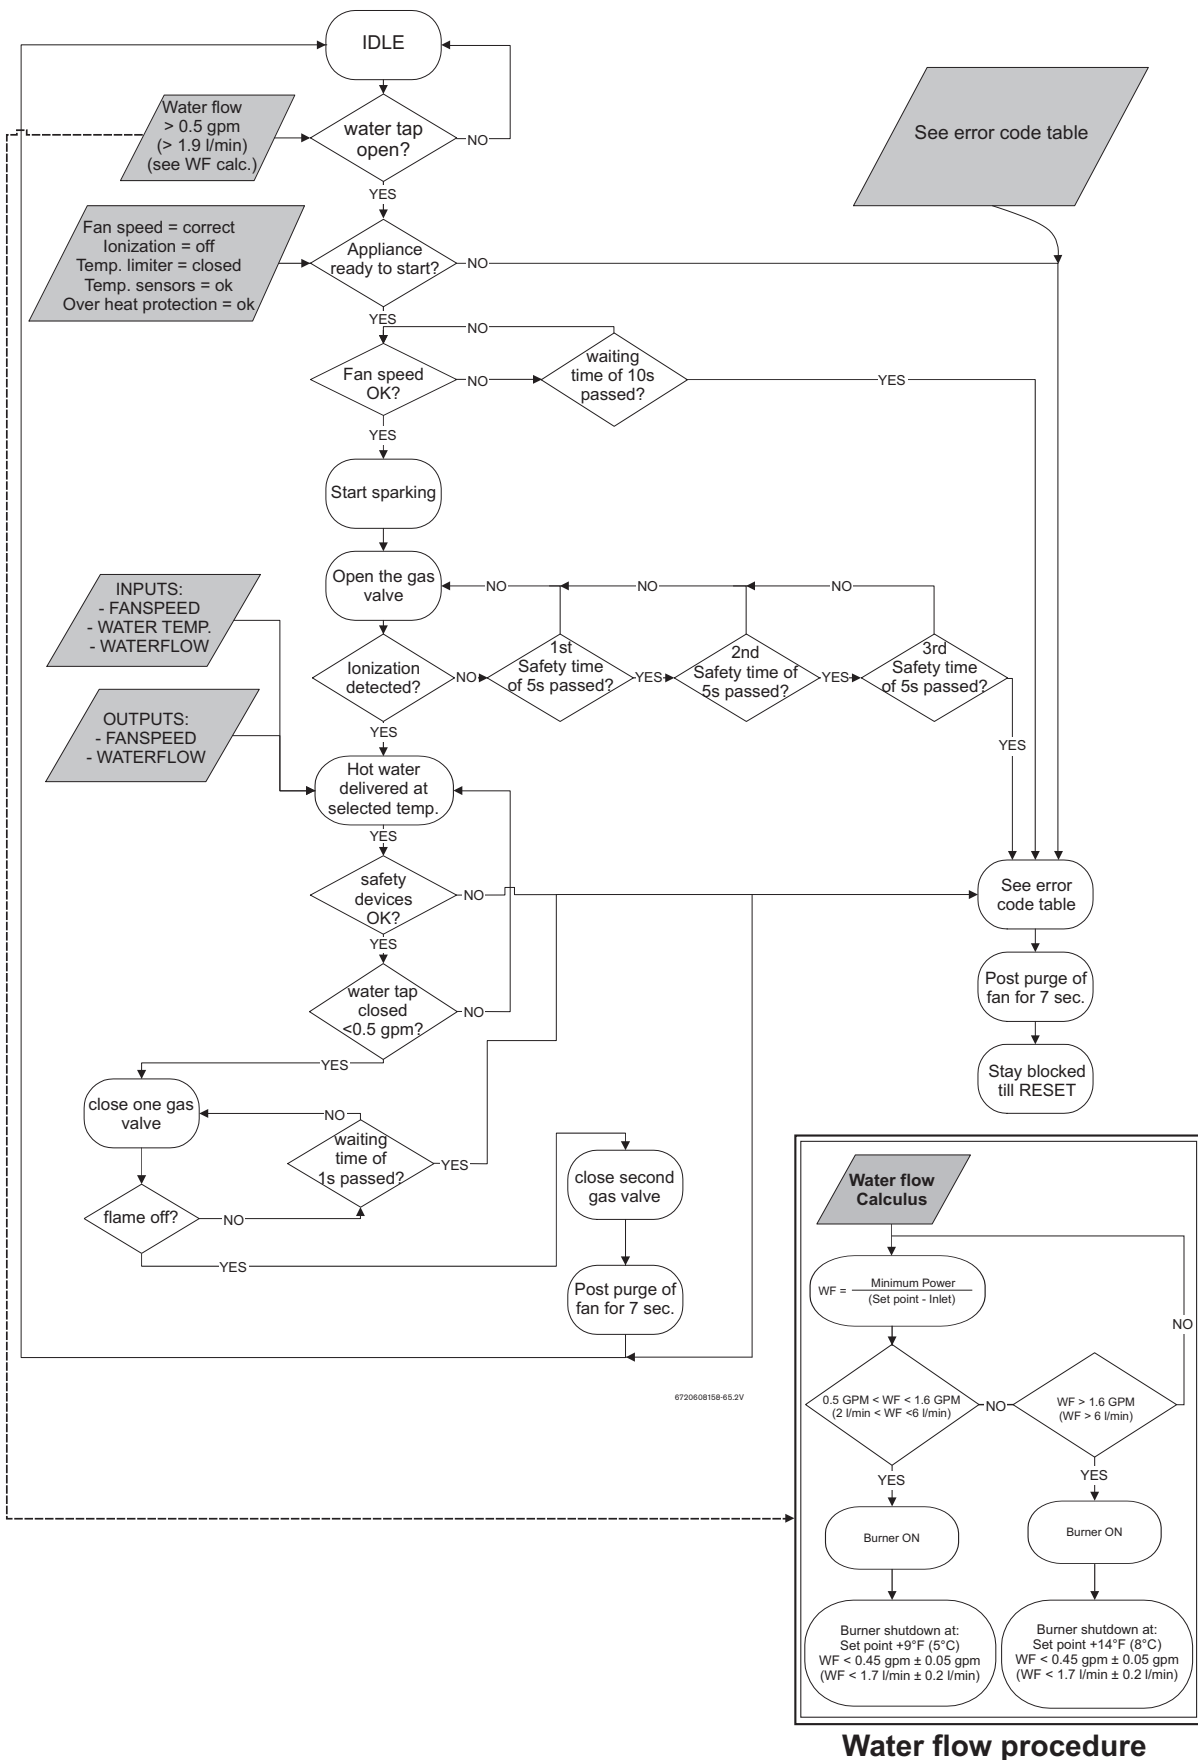 IDLE
Water flow
> 0.5 gpm
(> 1.9 l/min)
(see WF calc.)
water tap
open?
NO
See error code table
YES
Fan speed = correct
Ionization = off
Temp. limiter = closed
Temp. sensors = ok
Over heat protection = ok
Appliance
ready to start?
NO
YES
NO
Fan speed
OK?
NO
waiting
time of 10s
passed?
YES
YES
Start sparking
Open the gas
valve
NO
NO
NO
INPUTS:
- FANSPEED
- WATER TEMP.
- WATERFLOW
Ionization
detected?
NO
1st
Safety time
of 5s passed?
YES
2nd
Safety time of
5s passed?
YES
3rd
Safety time
of 5s passed?
YES
YES
OUTPUTS:
- FANSPEED
- WATERFLOW
Hot water
delivered at
selected temp.
YES
safety
devices
OK?
NO
See error
code table
YES
water tap
closed
<0.5 gpm?
NO
Post purge of
fan for 7 sec.
YES
Stay blocked
till RESET
close one gas
valve
NO
waiting
time of
1s passed?
YES
flame off?
NO
YES
close second
gas valve
Post purge of
fan for 7 sec.
6720608158-65.2V
Water flow
Calculus
WF =
Minimum Power
(Set point - Inlet)
NO
0.5 GPM < WF < 1.6 GPM
(2 l/min < WF <6 l/min)
NO
WF > 1.6 GPM
(WF > 6 l/min)
YES
YES
Burner ON
Burner ON
Burner shutdown at:
Set point +9°F (5°C)
WF < 0.45 gpm ± 0.05 gpm
(WF < 1.7 l/min ± 0.2 l/min)
Burner shutdown at:
Set point +14°F (8°C)
WF < 0.45 gpm ± 0.05 gpm
(WF < 1.7 l/min ± 0.2 l/min)
Water flow procedure